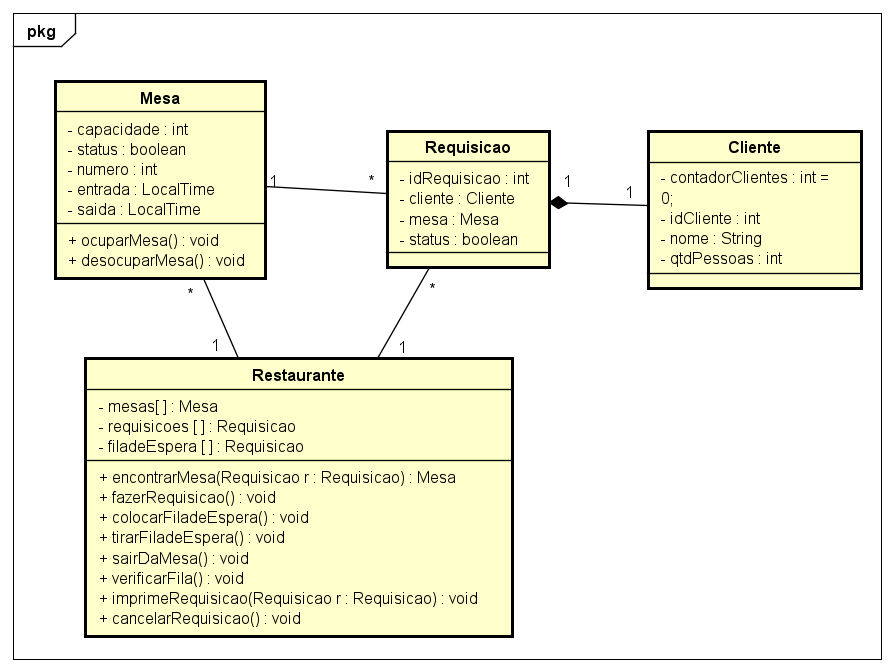 pkg
Mesa
- capacidade : int
- status : boolean
- numero : int
- entrada : LocalTime
- saida : LocalTime
+ ocuparMesa() : void
+ desocuparMesa() : void
1
*
Requisicao
- idRequisicao : int
- cliente : Cliente
- mesa : Mesa
- status : boolean
1
1
Cliente
- contadorClientes : int =
0;
- idCliente : int
- nome : String
- qtdPessoas : int
*
1
*
1
Restaurante
- mesas[ ] : Mesa
- requisicoes [ ] : Requisicao
- filadeEspera [ ] : Requisicao
+ encontrarMesa(Requisicao r : Requisicao) : Mesa
+ fazerRequisicao() : void
+ colocarFiladeEspera() : void
+ tirarFiladeEspera() : void
+ sairDaMesa() : void
+ verificarFila() : void
+ imprimeRequisicao(Requisicao r : Requisicao) : void
+ cancelarRequisicao() : void